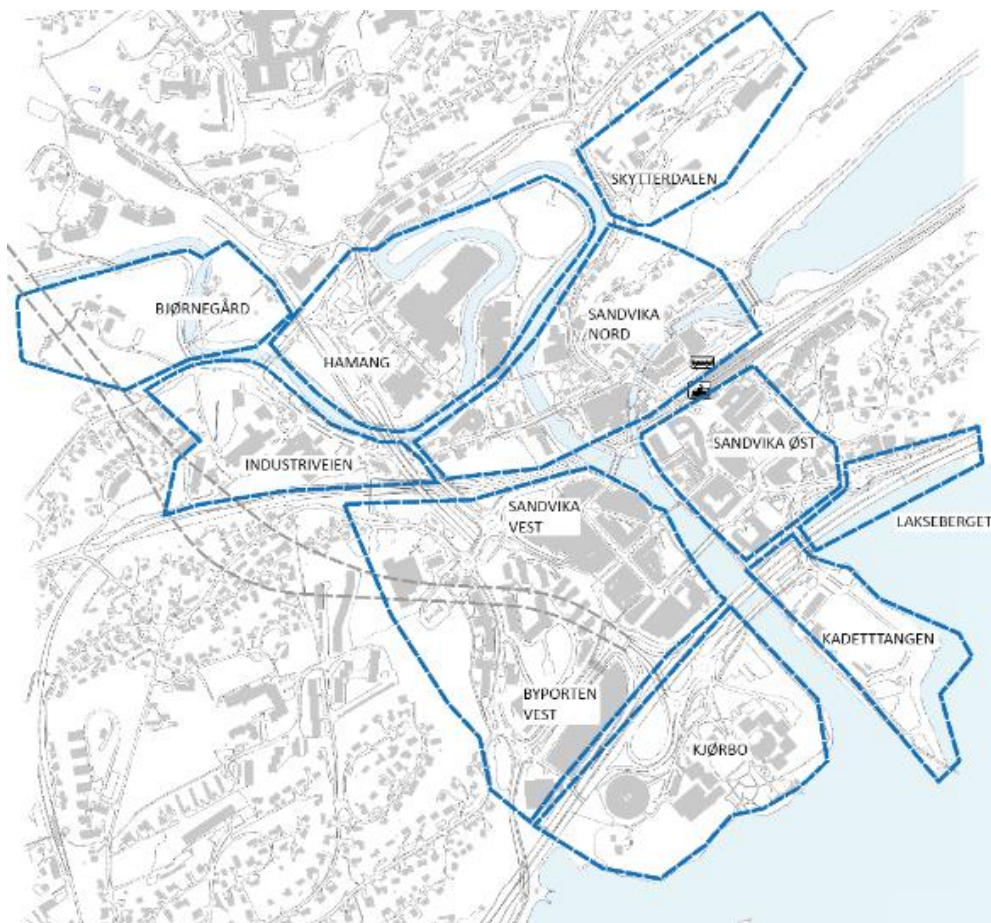 SKYTTERDALEN
BJØRNEGÅRD
SANDVIKA
NORD
HAMANG
SANDVIKA ØST
INDUSTRIVEIEN
SANDVIKA
VEST
LAKSEBERGET
KADETTTANGEN
BYPORTEN
VEST
KJØRBO